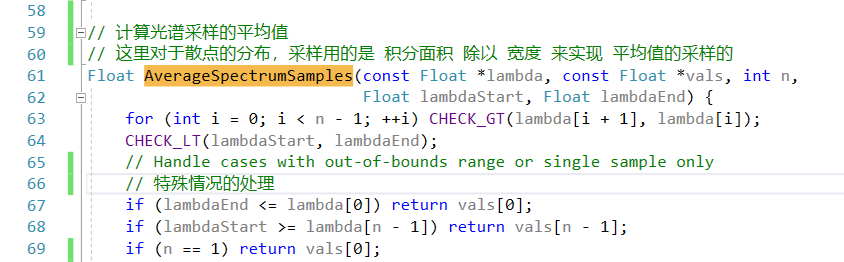 58
59 // 计算光谱采样的平均值
60 // 这里对于散点的分布，采样用的是 积分面积 除以 宽度 来实现 平均值的采样的
61 Float AverageSpectrumSamples(const Float *lambda, const Float *vals, int n,
62 Float lambdaStart, Float lambdaEnd) {
63 for (int i = 0; i < n - 1; ++i) CHECK_GT(lambda[i + 1], lambda[i]);
64 CHECK_LT(lambdaStart, lambdaEnd);
65 // Handle cases with out-of-bounds range or single sample only
66 // 特殊情况的处理
67 if (lambdaEnd <= lambda[0]) return vals[0];
68 if (lambdaStart >= lambda[n - 1]) return vals[n - 1];
69 if (n == 1) return vals[0];